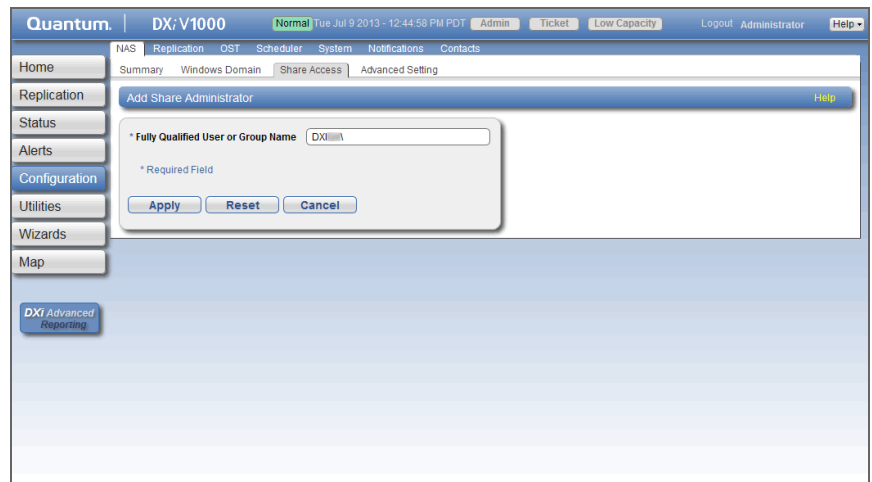 Quantum. DXi V1000 Normal Tue Jul 9 2013 - 12:44:58 PM PDT Admin Ticket Low Capacity Logout Administrator Help
NAS Replication OST Scheduler System Notifications Contacts
Summary Windows Domain Share Access Advanced Setting
Home
Replication
Status
Alerts
Configuration
Utilities
Wizards
Map
DXi Advanced
Reporting
Add Share Administrator Help
* Fully Qualified User or Group Name DXI \
* Required Field
Apply Reset Cancel